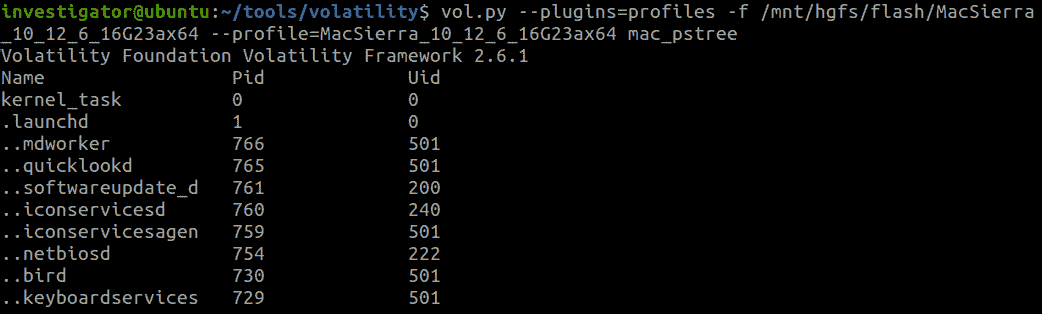 investigator@ubuntu:~/tools/volatility$ vol.py --plugins=profiles -f /mnt/hgfs/flash/MacSierra
_10_12_6_16G23ax64 --profile=MacSierra_10_12_6_16G23ax64 mac_pstree
Volatility Foundation Volatility Framework 2.6.1
Name Pid Uid
kernel_task 0 0
.launchd 1 0
..mdworker 766 501
..quicklookd 765 501
..softwareupdate_d 761 200
..iconservicesd 760 240
..iconservicesagen 759 501
..netbiosd 754 222
..bird 730 501
..keyboardservices 729 501